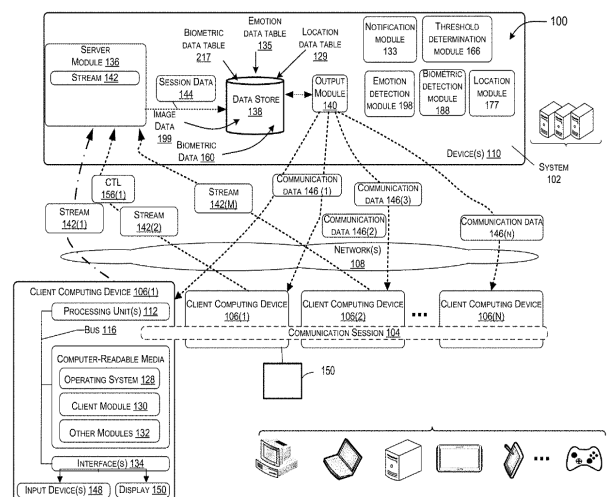 100
SERVER
MODULE 136
STREAM 142
BIOMETRIC
DATA TABLE
217
EMOTION
DATA TABLE
135
LOCATION
DATA TABLE
129
SESSION DATA
144
DATA STORE
138
IMAGE
DATA
199
BIOMETRIC
DATA 160
OUTPUT
MODULE
140
NOTIFICATION
MODULE
133
THRESHOLD
DETERMINATION
MODULE 166
EMOTION
DETECTION
MODULE 198
BIOMETRIC
DETECTION
MODULE
188
LOCATION
MODULE
177
DEVICE(S) 110
SYSTEM
102
CTL
156(1)
STREAM
142(1)
STREAM
142(2)
STREAM
142(M)
COMMUNICATION
DATA 146 (1)
COMMUNICATION
DATA 146(2)
COMMUNICATION
DATA 146(3)
COMMUNICATION DATA
146(N)
NETWORK(S)
108
CLIENT COMPUTING DEVICE
106(1)
PROCESSING UNIT(S) 112
BUS 116
COMPUTER-READABLE MEDIA
OPERATING SYSTEM 128
CLIENT MODULE 130
OTHER MODULES 132
INTERFACE(S) 134
INPUT DEVICE(S) 148
DISPLAY 150
CLIENT COMPUTING DEVICE
106(1)
CLIENT COMPUTING DEVICE
106(2)
...
CLIENT COMPUTING DEVICE
106(N)
COMMUNICATION SESSION 104
150
...